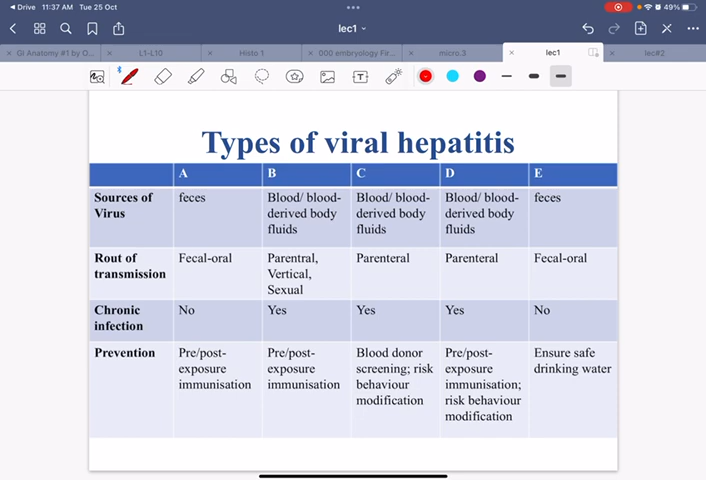 Drive 11:37 AM Tue 25 Oct 49%
lec1
Gi Anatomy #1 by O... L1-L10 Histo 1 000 embryology Fir... micro.3 lec1 lec#2
Types of viral hepatitis
A B C D E
Sources of Virus
feces
Blood/ blood-
derived body
fluids
Blood/ blood-
derived body
fluids
Blood/ blood-
derived body
fluids
feces
Rout of
transmission
Fecal-oral
Parentral,
Vertical,
Sexual
Parenteral
Parenteral
Fecal-oral
Chronic
infection
No
Yes
Yes
Yes
No
Prevention
Pre/post-
exposure
immunisation
Pre/post-
exposure
immunisation
Blood donor
screening; risk
behaviour
modification
Pre/post-
exposure
immunisation;
risk behaviour
modification
Ensure safe
drinking water